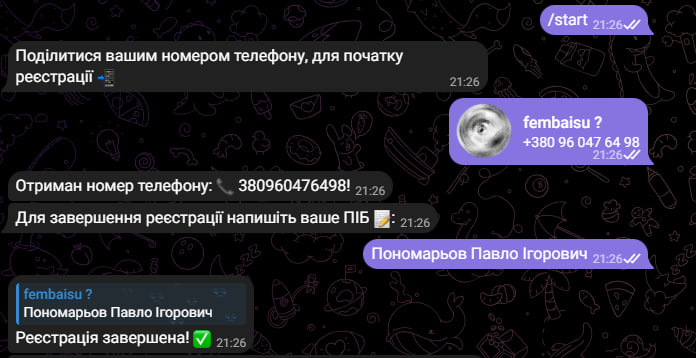 /start
21:26
Поділитися вашим номером телефону, для початку
реєстрації 📲
21:26
fembaisu ?
+380 96 047 64 98
21:26
Отриман номер телефону: 📞 380960476498! 21:26
Для завершення реєстрації напишіть ваше ПІБ 📝: 21:26
Пономарьов Павло Ігорович 21:26
fembaisu ?
Пономарьов Павло Ігорович
Реєстрація завершена! ✅ 21:26